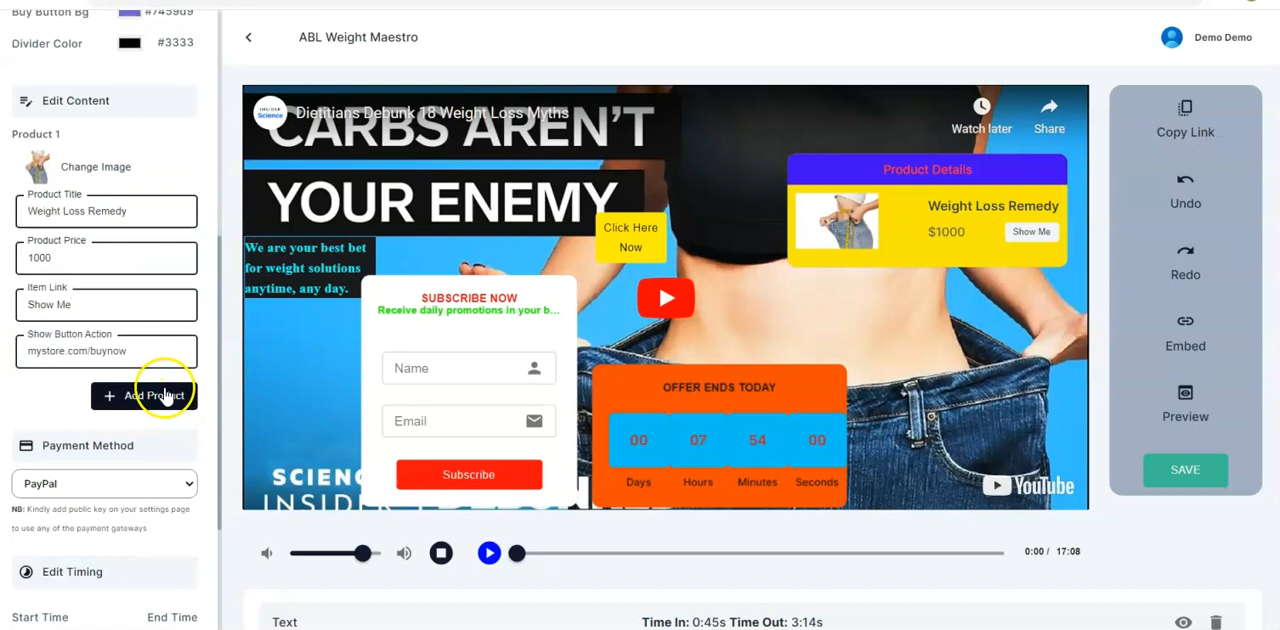 Buy Button Bg #7459d9
Divider Color #3333
Edit Content
Product 1
Change Image
Product Title
Weight Loss Remedy
Product Price
1000
Item Link
Show Me
Show Button Action
mystore.com/buynow
+ Add Product
Payment Method
PayPal
NB: Kindly add public key on your settings page
to use any of the payment gateways
Edit Timing
Start Time End Time
ABL Weight Maestro
Demo Demo
Dietitians Debunk 18 Weight Loss Myths
Science
Watch later
Share
CARBS AREN'T
YOUR ENEMY
We are your best bet
for weight solutions
anytime, any day.
Click Here
Now
Product Details
Weight Loss Remedy
$1000
Show Me
SUBSCRIBE NOW
Receive daily promotions in your b...
Name
Email
Subscribe
OFFER ENDS TODAY
00 07 54 00
Days Hours Minutes Seconds
YouTube
0:00 / 17:08
Text
Time In: 0:45s Time Out: 3:14s
Copy Link
Undo
Redo
Embed
Preview
SAVE